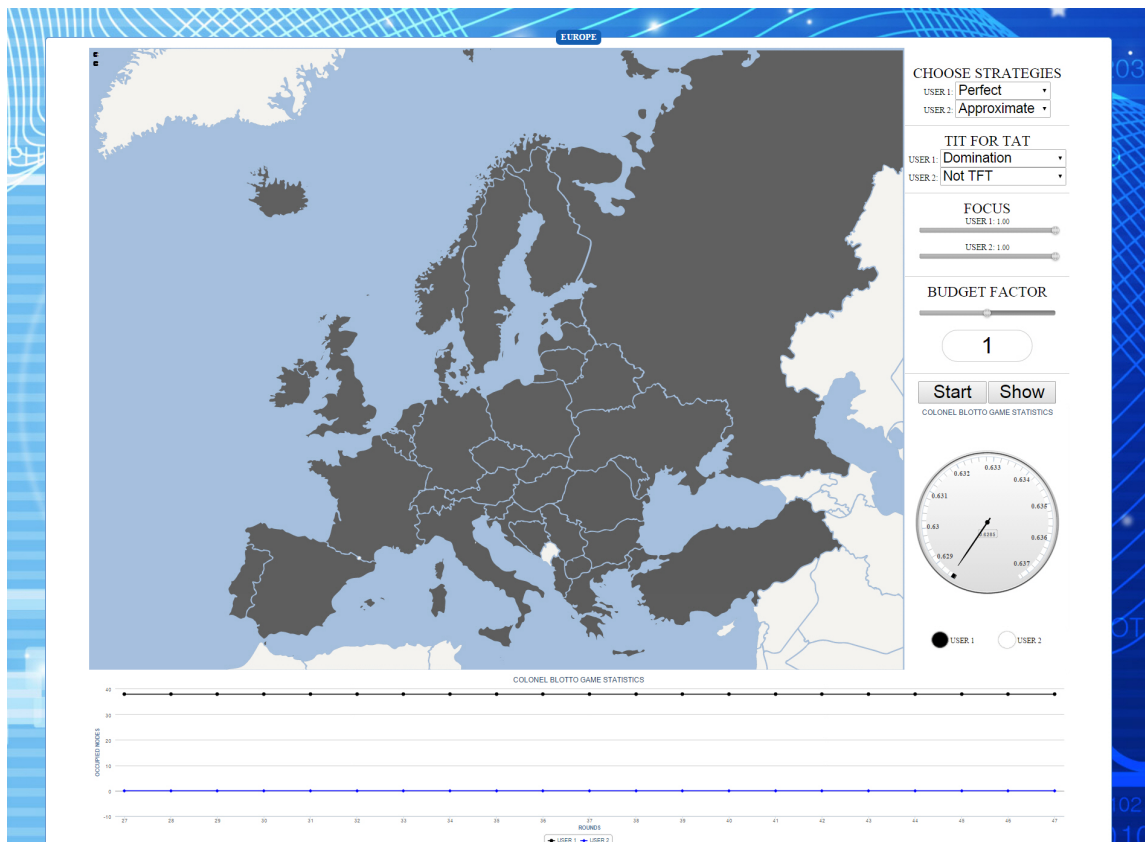 EUROPE
CHOOSE STRATEGIES
USER 1: Perfect
USER 2: Approximate
TIT FOR TAT
USER 1: Domination
USER 2: Not TFT
FOCUS
USER 1: 1.00
USER 2: 1.00
BUDGET FACTOR
1
Start Show
COLONEL BLOTTO GAME STATISTICS
0.629
0.63
0.631
0.632
0.633
0.634
0.635
0.636
0.637
USER 1 USER 2
COLONEL BLOTTO GAME STATISTICS
OCCUPIED NODES
40
30
20
10
0
-10
27 28 29 30 31 32 33 34 35 36 37 38 39 40 41 42 43 44 45 46 47
ROUNDS
USER 1 USER 2